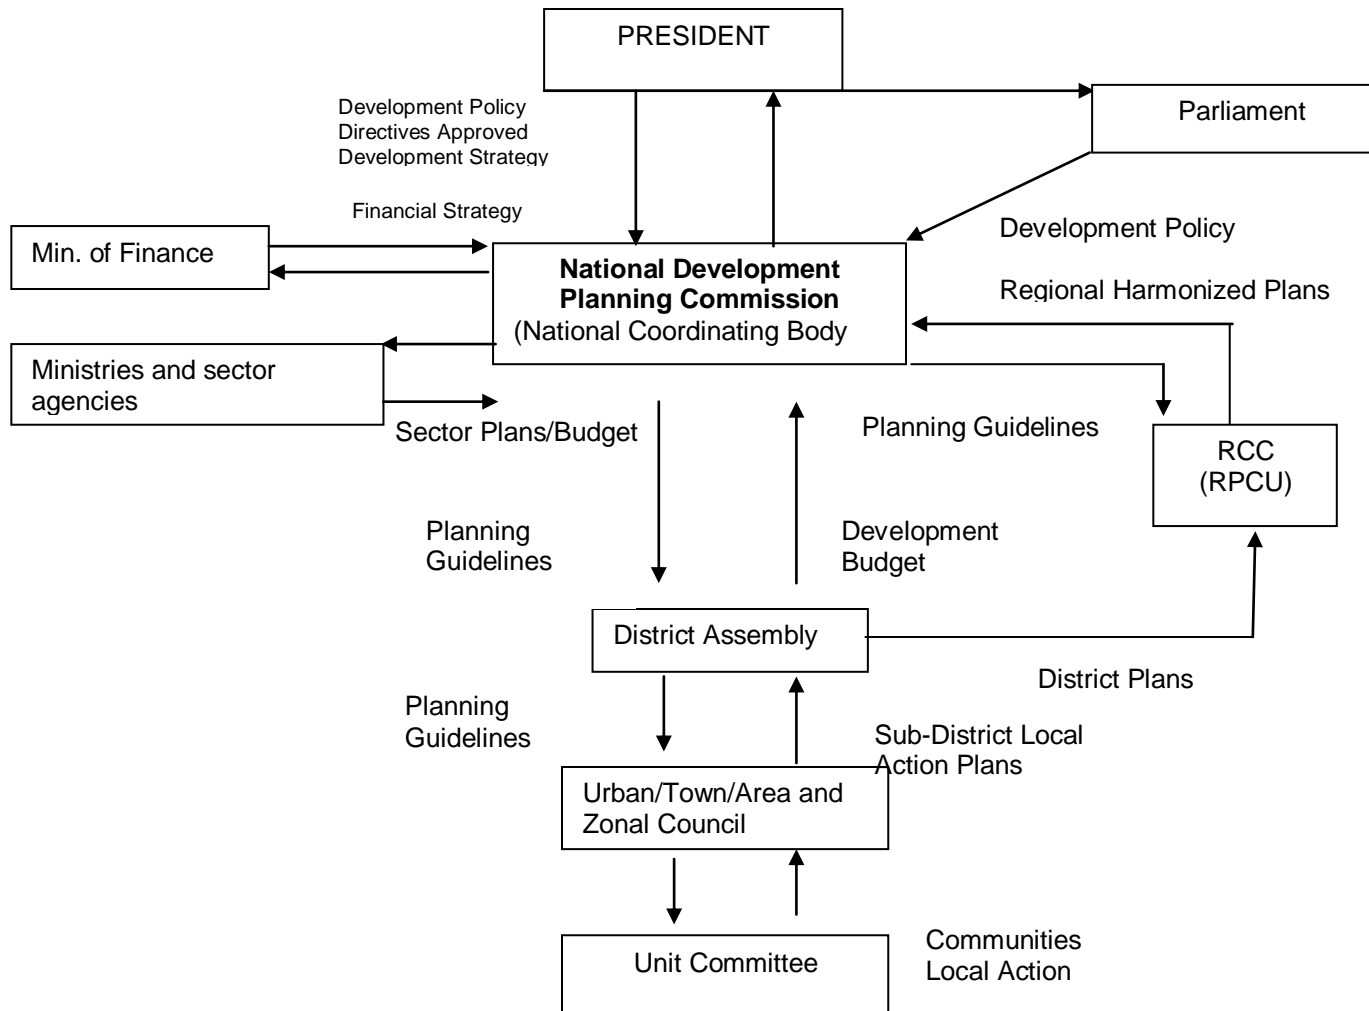 PRESIDENT
Development Policy
Directives Approved
Development Strategy
Parliament
Financial Strategy
Min. of Finance
National Development
Planning Commission
(National Coordinating Body
Development Policy
Regional Harmonized Plans
Ministries and sector
agencies
Sector Plans/Budget
Planning Guidelines
RCC
(RPCU)
Planning
Guidelines
Development
Budget
District Assembly
District Plans
Planning
Guidelines
Sub-District Local
Action Plans
Urban/Town/Area and
Zonal Council
Unit Committee
Communities
Local Action